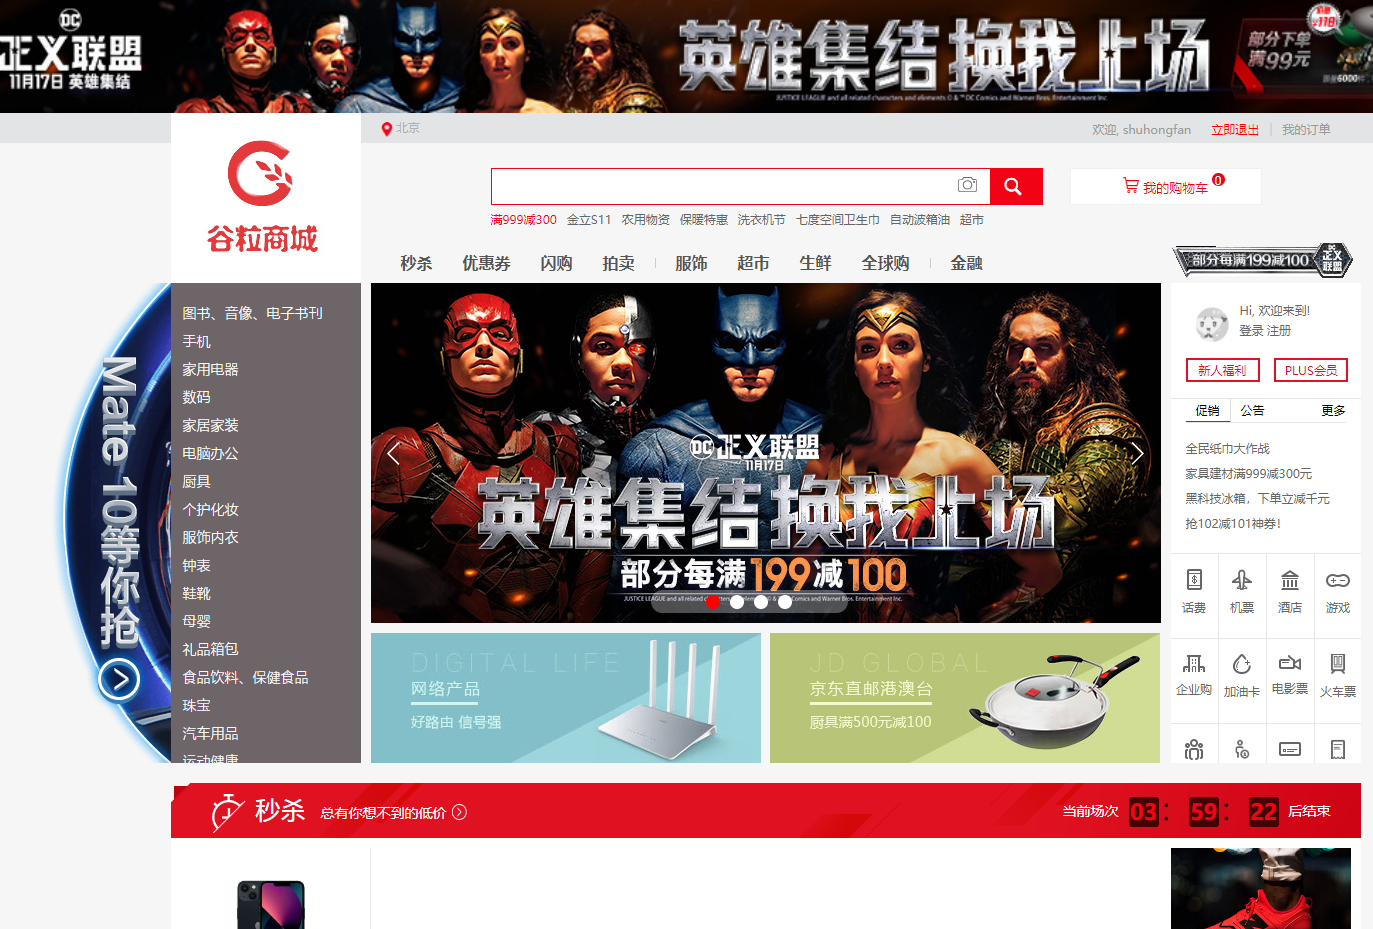 DC
正义联盟
11月17日 英雄集结
英雄集结 换我上场
JUSTICE LEAGUE and all related characters and elements © & ™ DC Comics and Warner Bros. Entertainment Inc.
部分下单
满99元
北京
欢迎, shuhongfan
立即退出
我的订单
谷粒商城
我的购物车 0
满999减300 金立S11 农用物资 保暖特惠 洗衣机节 七度空间卫生巾 自动波箱油 超市
秒杀 优惠券 闪购 拍卖 服饰 超市 生鲜 全球购 金融
部分每满199减100
DC
正义
联盟
Mate 10等你抢
图书、音像、电子书刊
手机
家用电器
数码
家居家装
电脑办公
厨具
个护化妆
服饰内衣
钟表
鞋靴
母婴
礼品箱包
食品饮料、保健食品
珠宝
汽车用品
运动健康
DC 正义联盟
11月17日
英雄集结换我上场
部分每满199减100
Hi, 欢迎来到!
登录 注册
新人福利 PLUS会员
促销 公告 更多
全民纸巾大作战
家具建材满999减300元
黑科技冰箱，下单立减千元
抢102减101神券!
话费 机票 酒店 游戏
企业购 加油卡 电影票 火车票
DIGITAL LIFE
网络产品
好路由 信号强
JD GLOBAL
京东直邮港澳台
厨具满500元减100
秒杀 总有你想不到的低价
当前场次 03 : 59 : 22 后结束